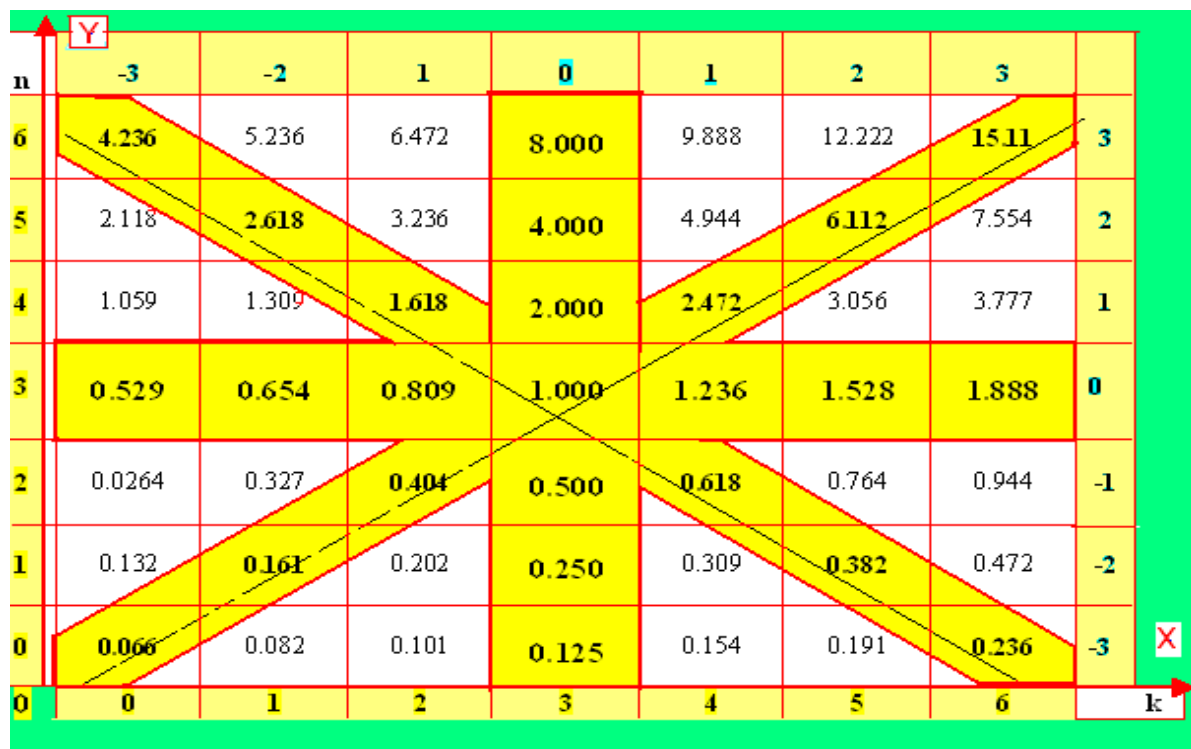 Y
n -3 -2 1 0 1 2 3
6 4.236 5.236 6.472 8.000 9.888 12.222 15.11 3
5 2.118 2.618 3.236 4.000 4.944 6.112 7.554 2
4 1.059 1.309 1.618 2.000 2.472 3.056 3.777 1
3 0.529 0.654 0.809 1.000 1.236 1.528 1.888 0
2 0.0264 0.327 0.404 0.500 0.618 0.764 0.944 -1
1 0.132 0.161 0.202 0.250 0.309 0.382 0.472 -2
0 0.066 0.082 0.101 0.125 0.154 0.191 0.236 -3 X
0 0 1 2 3 4 5 6 k